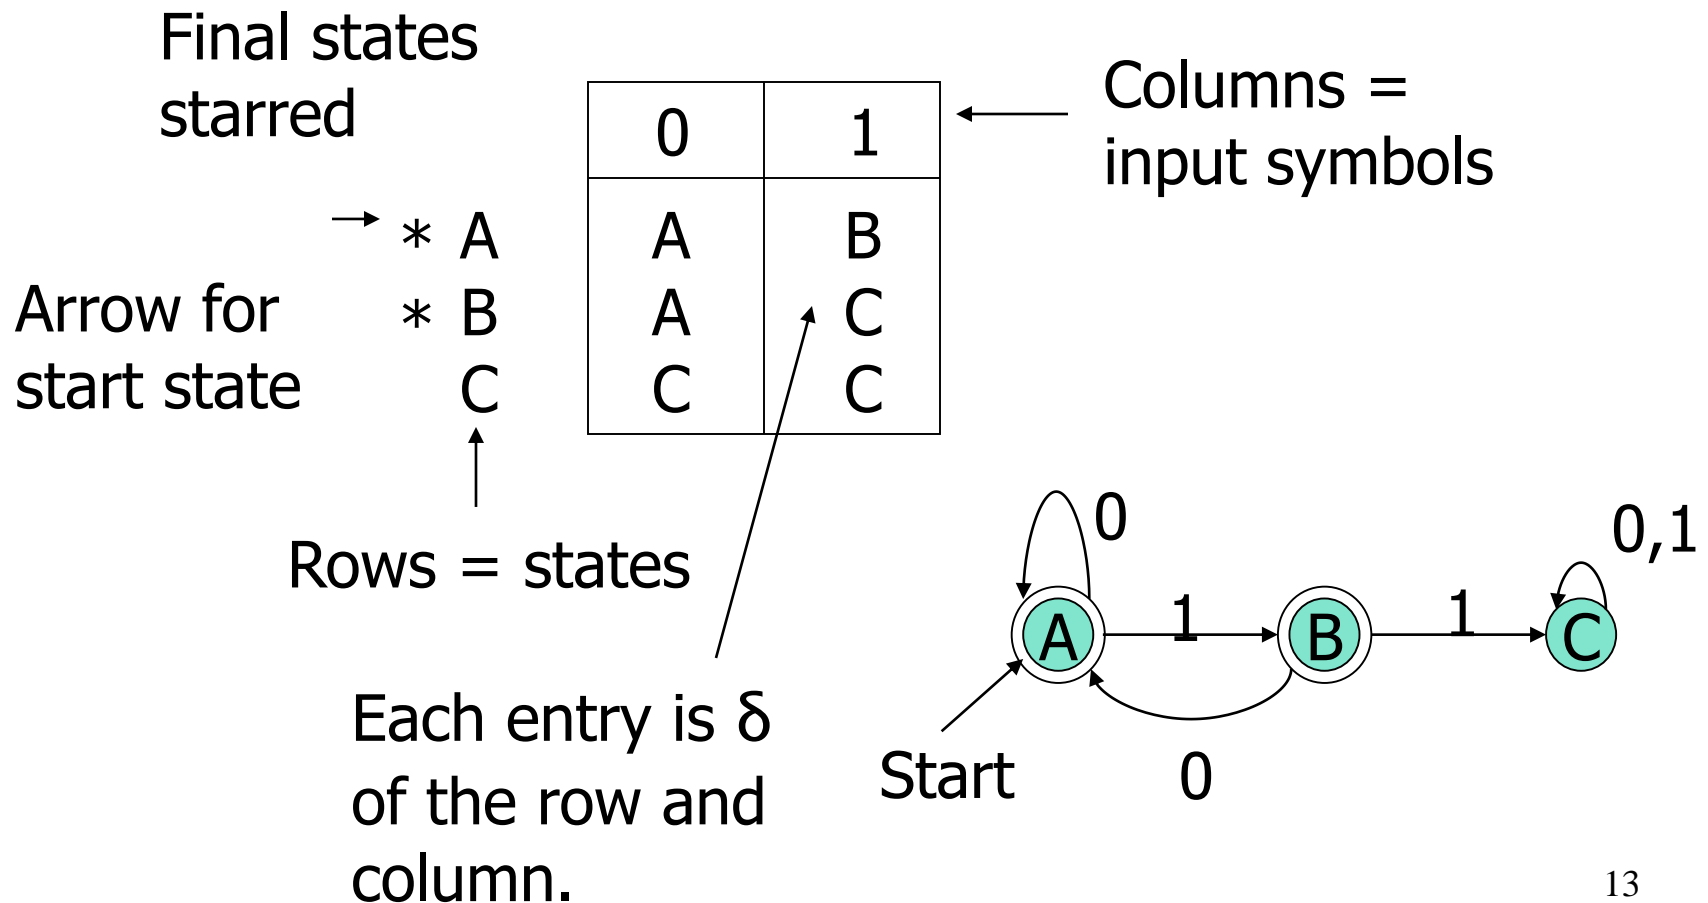 Final states
starred
Columns =
input symbols
0 1
* A A B
* B A C
C C C
Arrow for
start state
Rows = states
Each entry is δ
of the row and
column.
0
0,1
A 1 B 1 C
Start
0
13